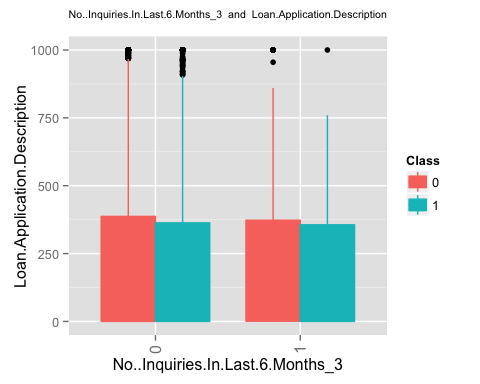 No..Inquiries.In.Last.6.Months_3 and Loan.Application.Description
1000
750
500
250
0
Loan.Application.Description
0
1
No..Inquiries.In.Last.6.Months_3
Class
0
1